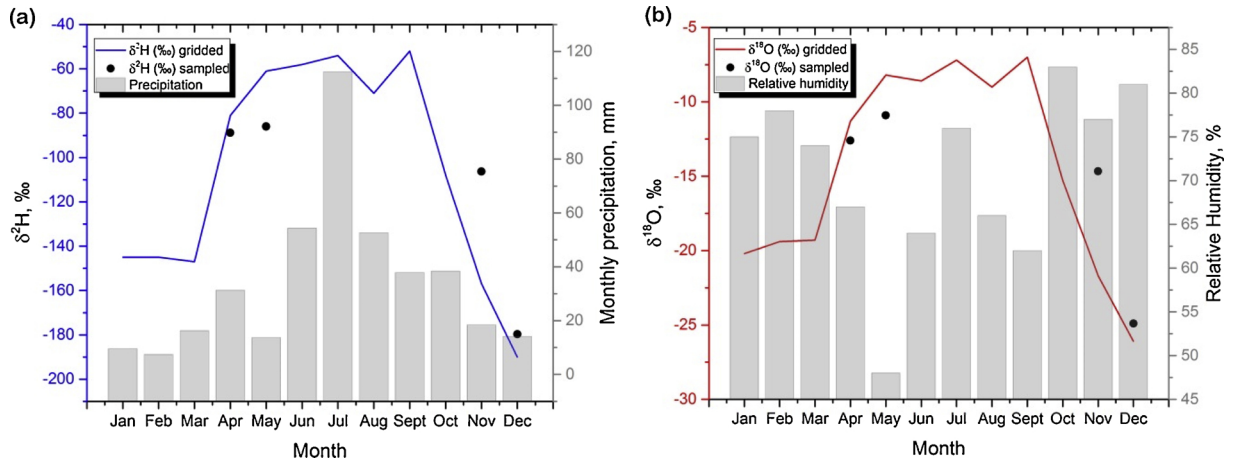 (a)
-40
-60
-80
-100
-120
-140
-160
-180
-200
δ²H, ‰
δ²H (‰) gridded
δ²H (‰) sampled
Precipitation
120
100
80
60
40
20
0
Monthly precipitation, mm
Jan Feb Mar Apr May Jun Jul Aug Sept Oct Nov Dec
Month
(b)
-5
-10
-15
-20
-25
-30
δ¹⁸O, ‰
δ¹⁸O (‰) gridded
δ¹⁸O (‰) sampled
Relative humidity
85
80
75
70
65
60
55
50
45
Relative Humidity, %
Jan Feb Mar Apr May Jun Jul Aug Sept Oct Nov Dec
Month